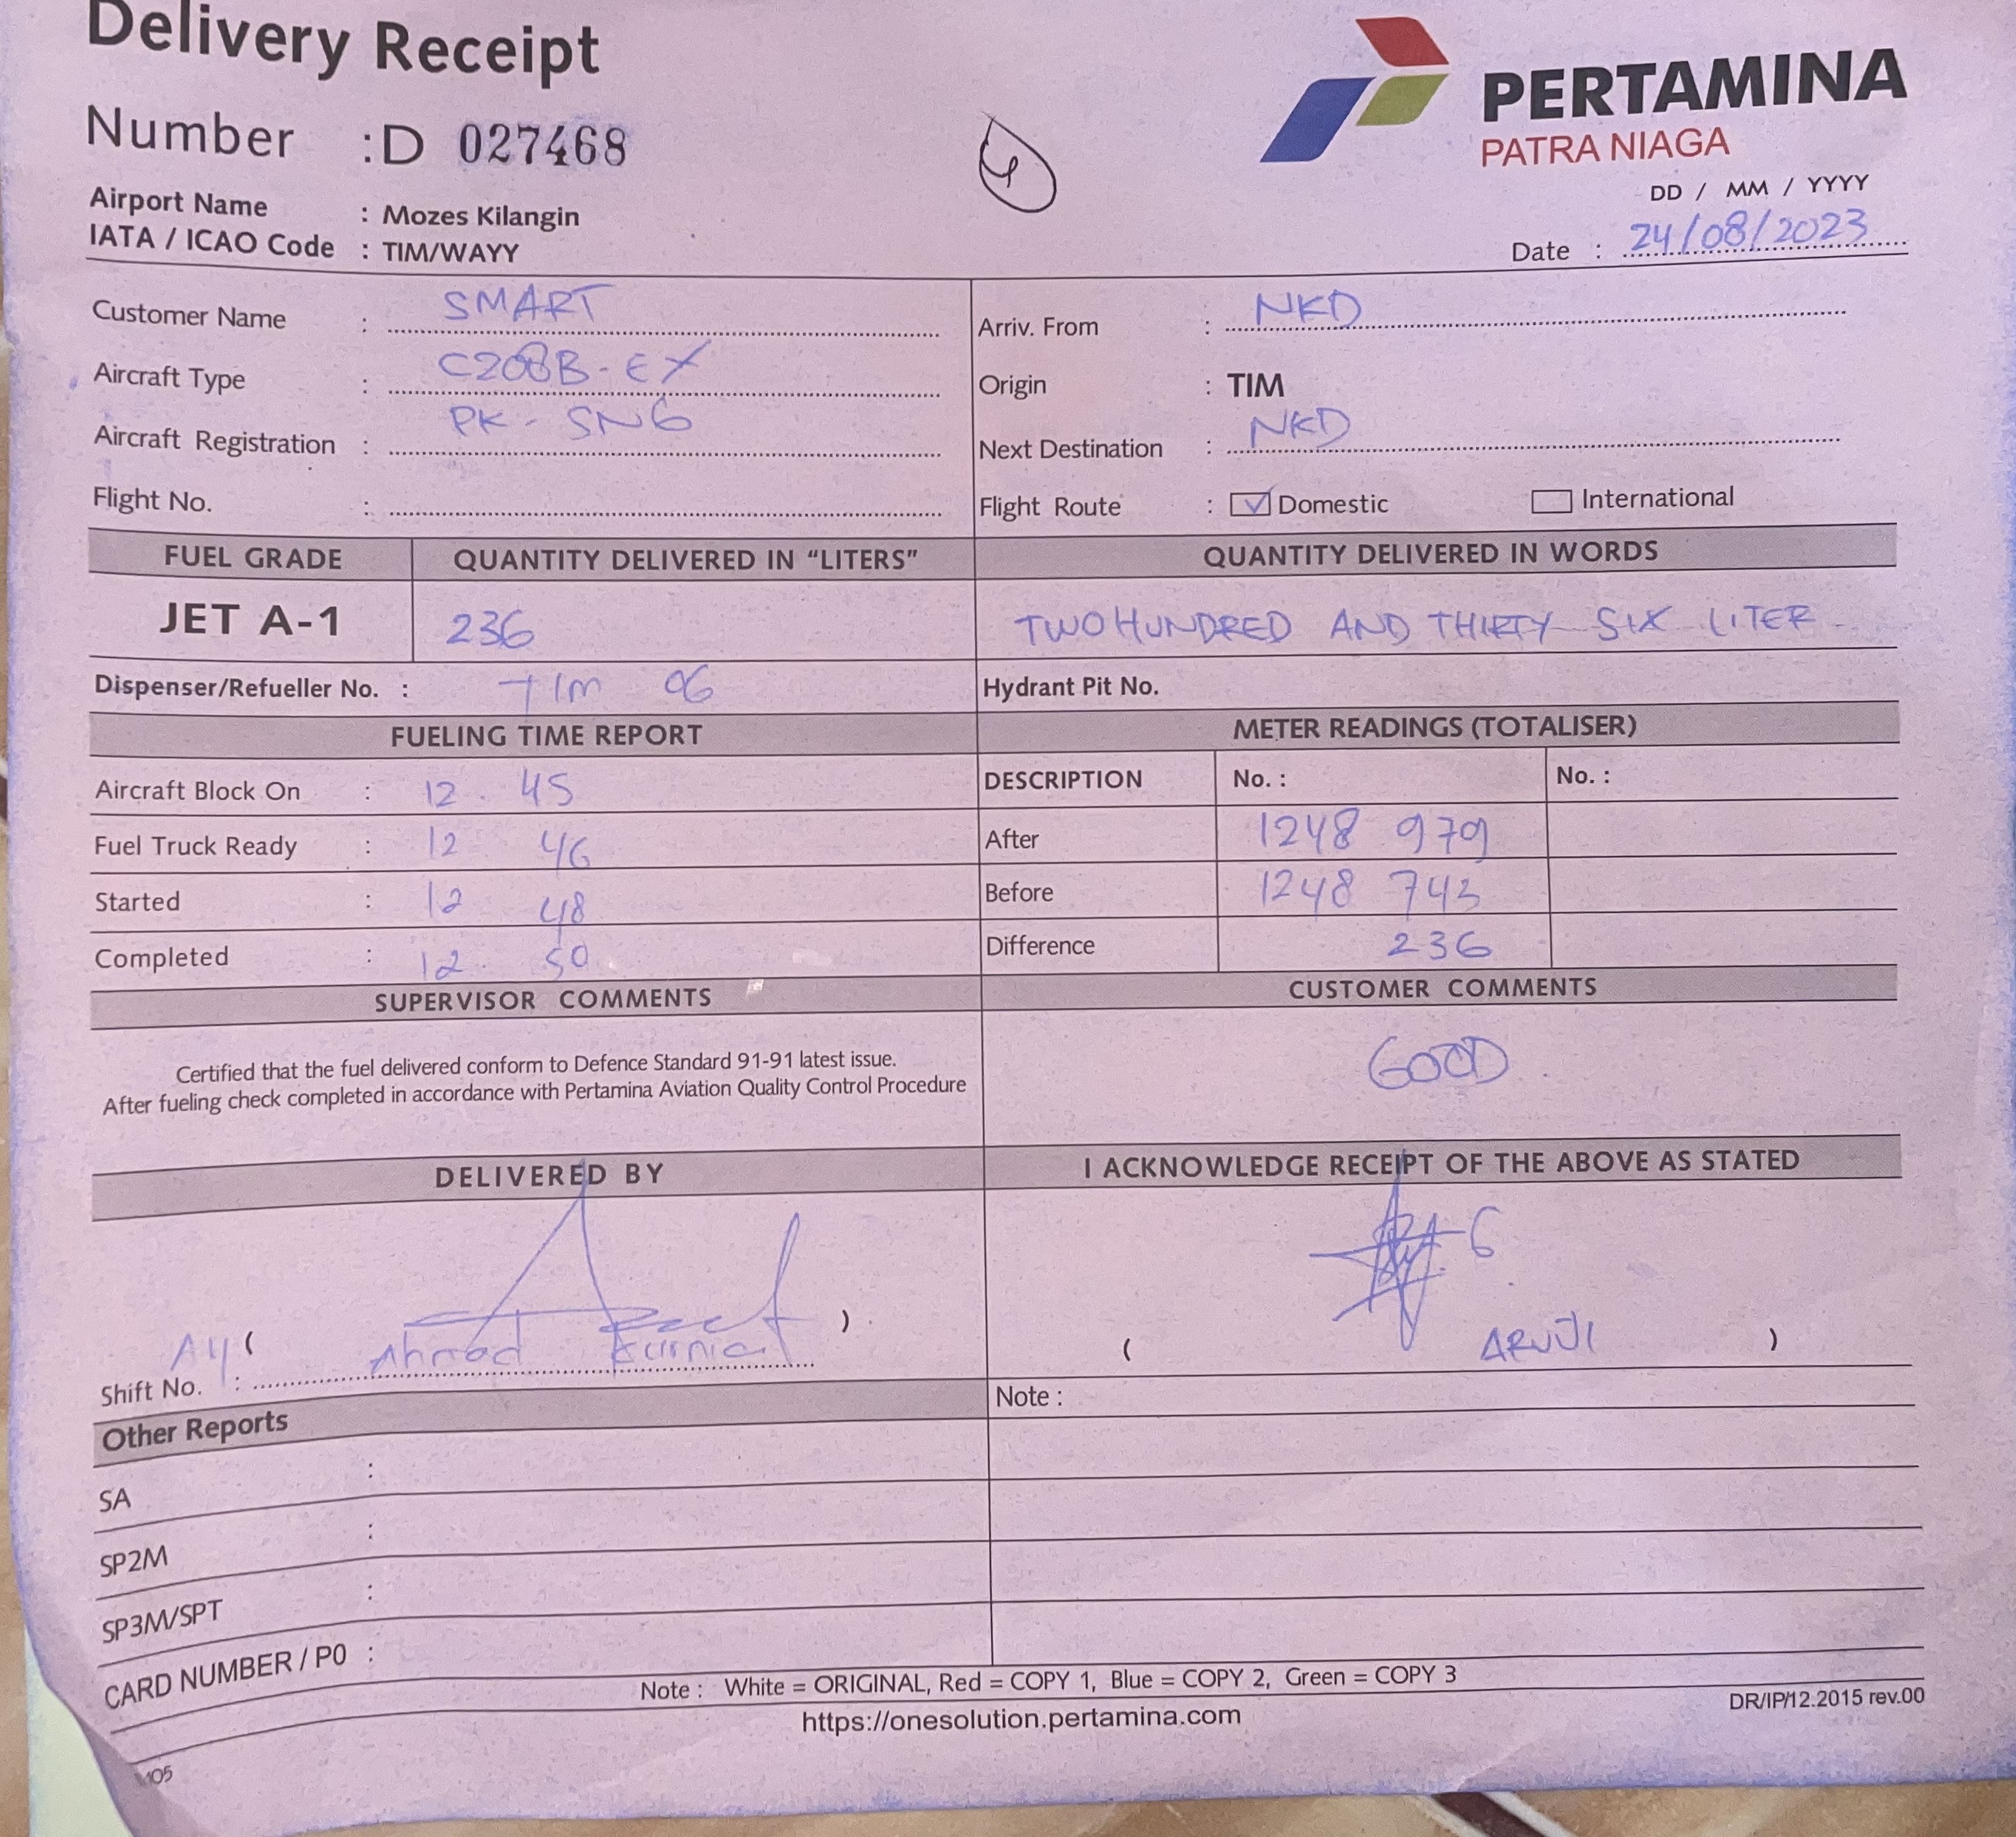 Delivery Receipt
PERTAMINA
PATRA NIAGA
Number : D 027468
4
DD / MM / YYYY
Date : 24/08/2023
Airport Name : Mozes Kilangin
IATA / ICAO Code : TIM/WAYY
Customer Name : SMART
Arriv. From : NKD
Aircraft Type : C208B-EX
Origin : TIM
Aircraft Registration : PK-SNG
Next Destination : NKD
Flight No. :
Flight Route : Domestic International
FUEL GRADE QUANTITY DELIVERED IN "LITERS" QUANTITY DELIVERED IN WORDS
JET A-1 236 TWO HUNDRED AND THIRTY SIX LITER
Dispenser/Refueller No. : TIM 06 Hydrant Pit No.
FUELING TIME REPORT METER READINGS (TOTALISER)
Aircraft Block On : 12 . 45 DESCRIPTION No. : No. :
Fuel Truck Ready : 12 46 After 1248 979
Started : 12 48 Before 1248 743
Completed : 12 . 50 Difference 236
SUPERVISOR COMMENTS CUSTOMER COMMENTS
Certified that the fuel delivered conform to Defence Standard 91-91 latest issue.
After fueling check completed in accordance with Pertamina Aviation Quality Control Procedure
GOOD .
DELIVERED BY I ACKNOWLEDGE RECEIPT OF THE ABOVE AS STATED
( Ahmad ) ( )
Shift No. :
Other Reports Note :
SA :
SP2M :
SP3M/SPT :
CARD NUMBER / P0 :
Note : White = ORIGINAL, Red = COPY 1, Blue = COPY 2, Green = COPY 3
https://onesolution.pertamina.com
DR/IP/12.2015 rev.00